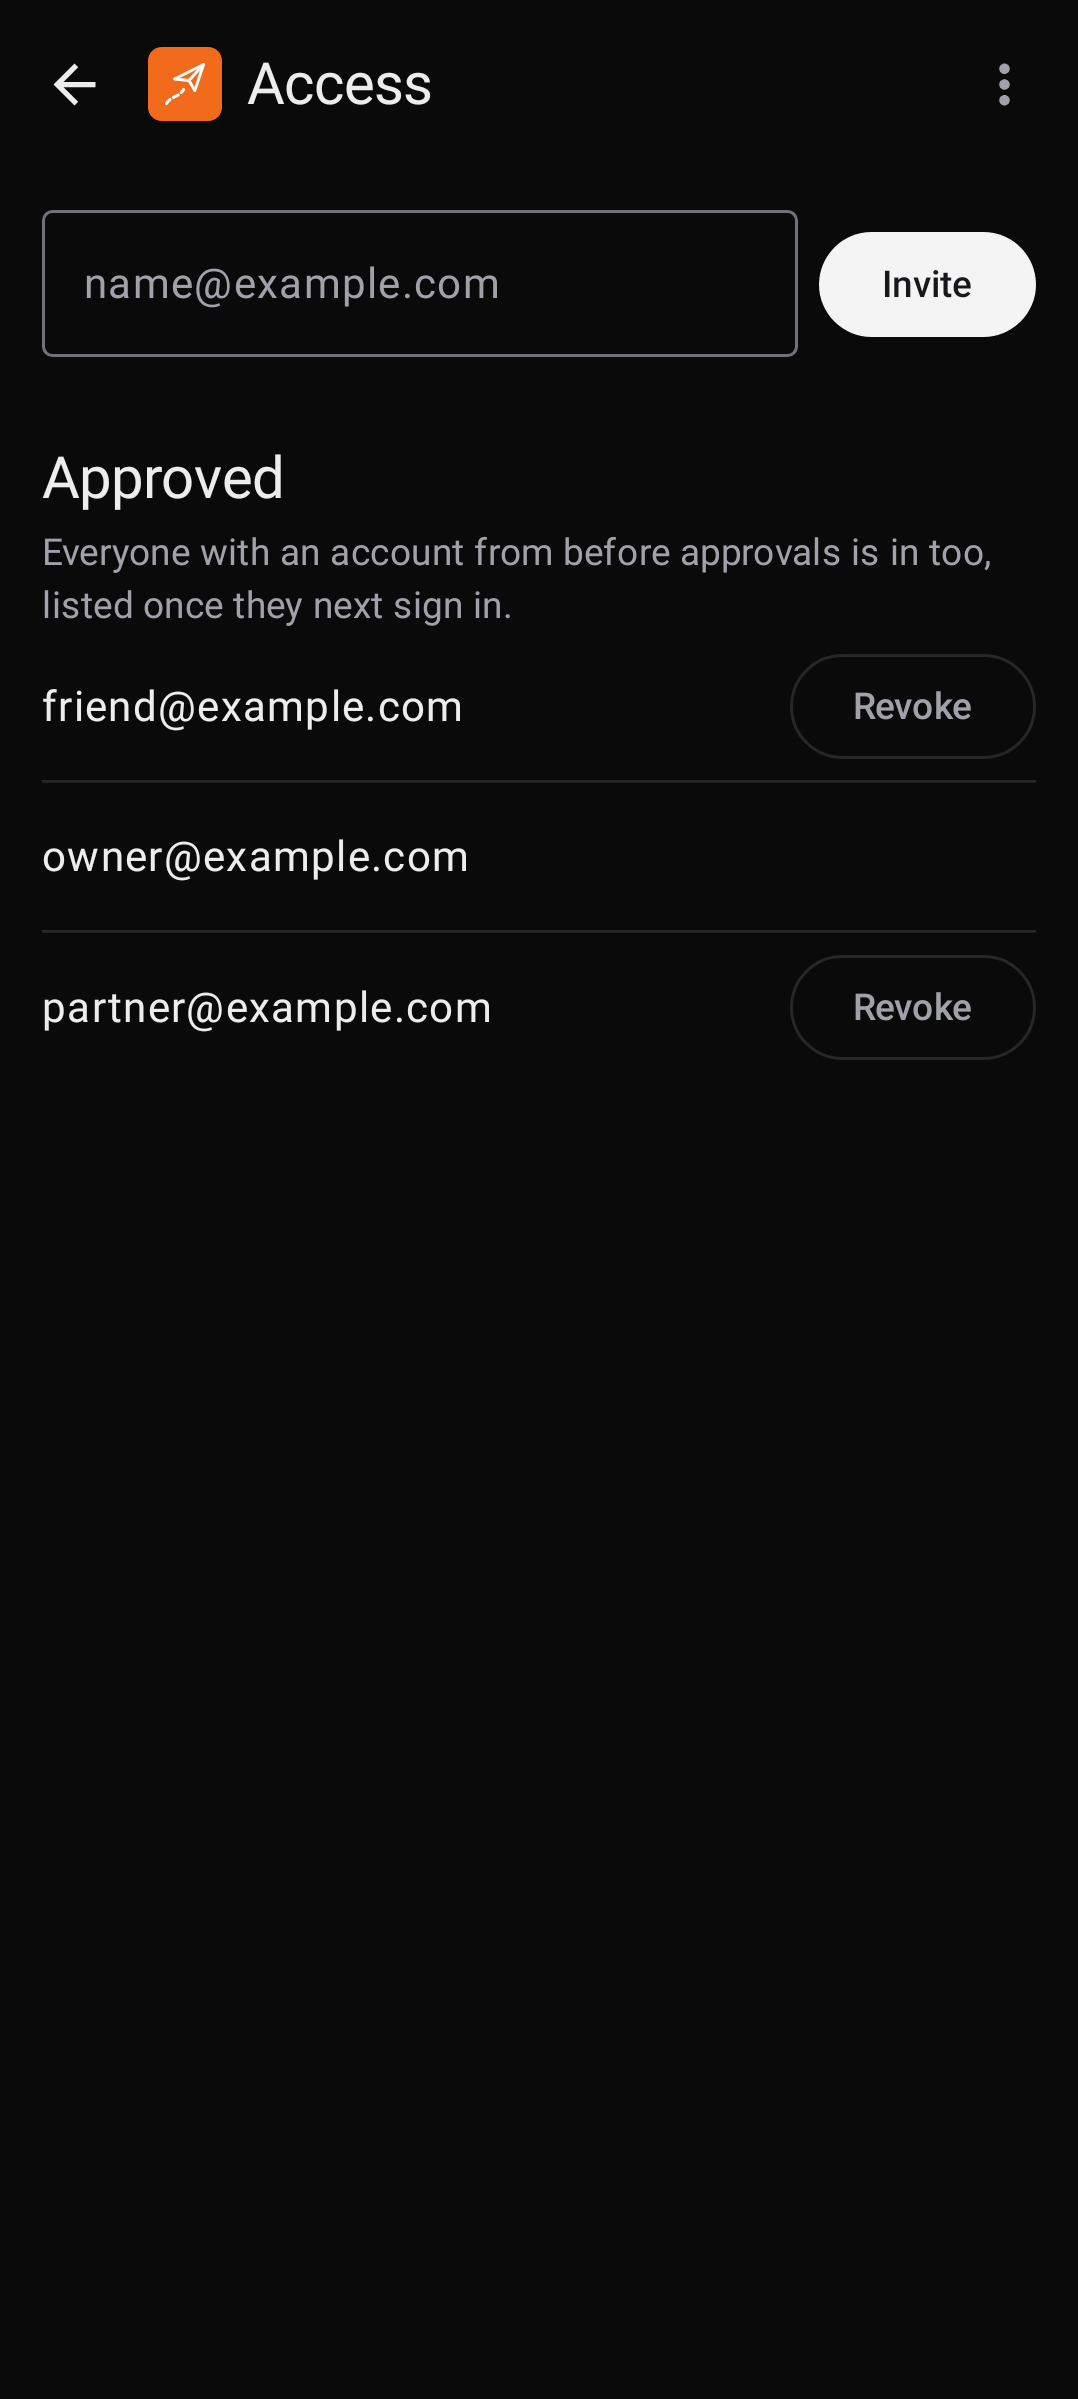 Access
name@example.com
Invite
Approved
Everyone with an account from before approvals is in too,
listed once they next sign in.
friend@example.com
Revoke
owner@example.com
partner@example.com
Revoke